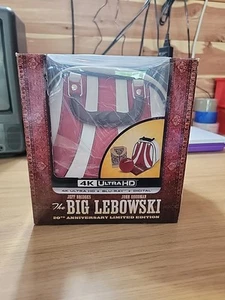 4K ULTRA HD
4K ULTRA HD + BLU-RAY + DIGITAL
JEFF BRIDGES JOHN GOODMAN
The BIG LEBOWSKI
20TH ANNIVERSARY LIMITED EDITION